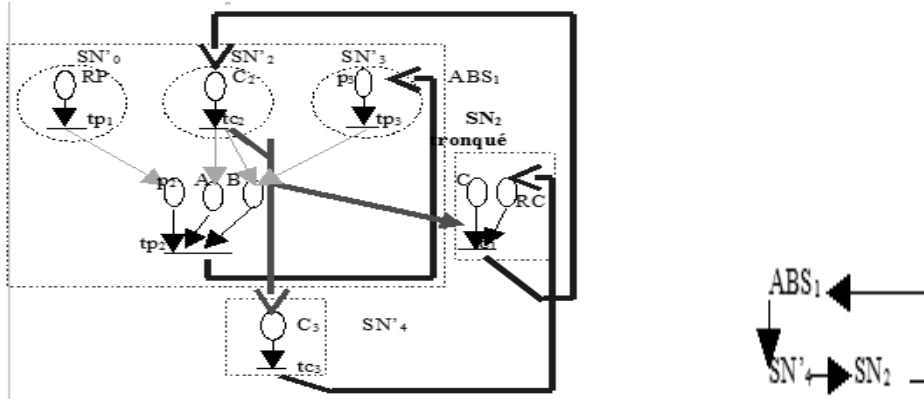 SN'₀ SN'₂ SN'₃
RP C₂ p₃ ABS₁
tp₁ tc₂ tp₃ SN₂
tronqué
p₂ A B C RC
tp₂
C₃ SN'₄
tc₃
ABS₁
SN'₄ SN₂